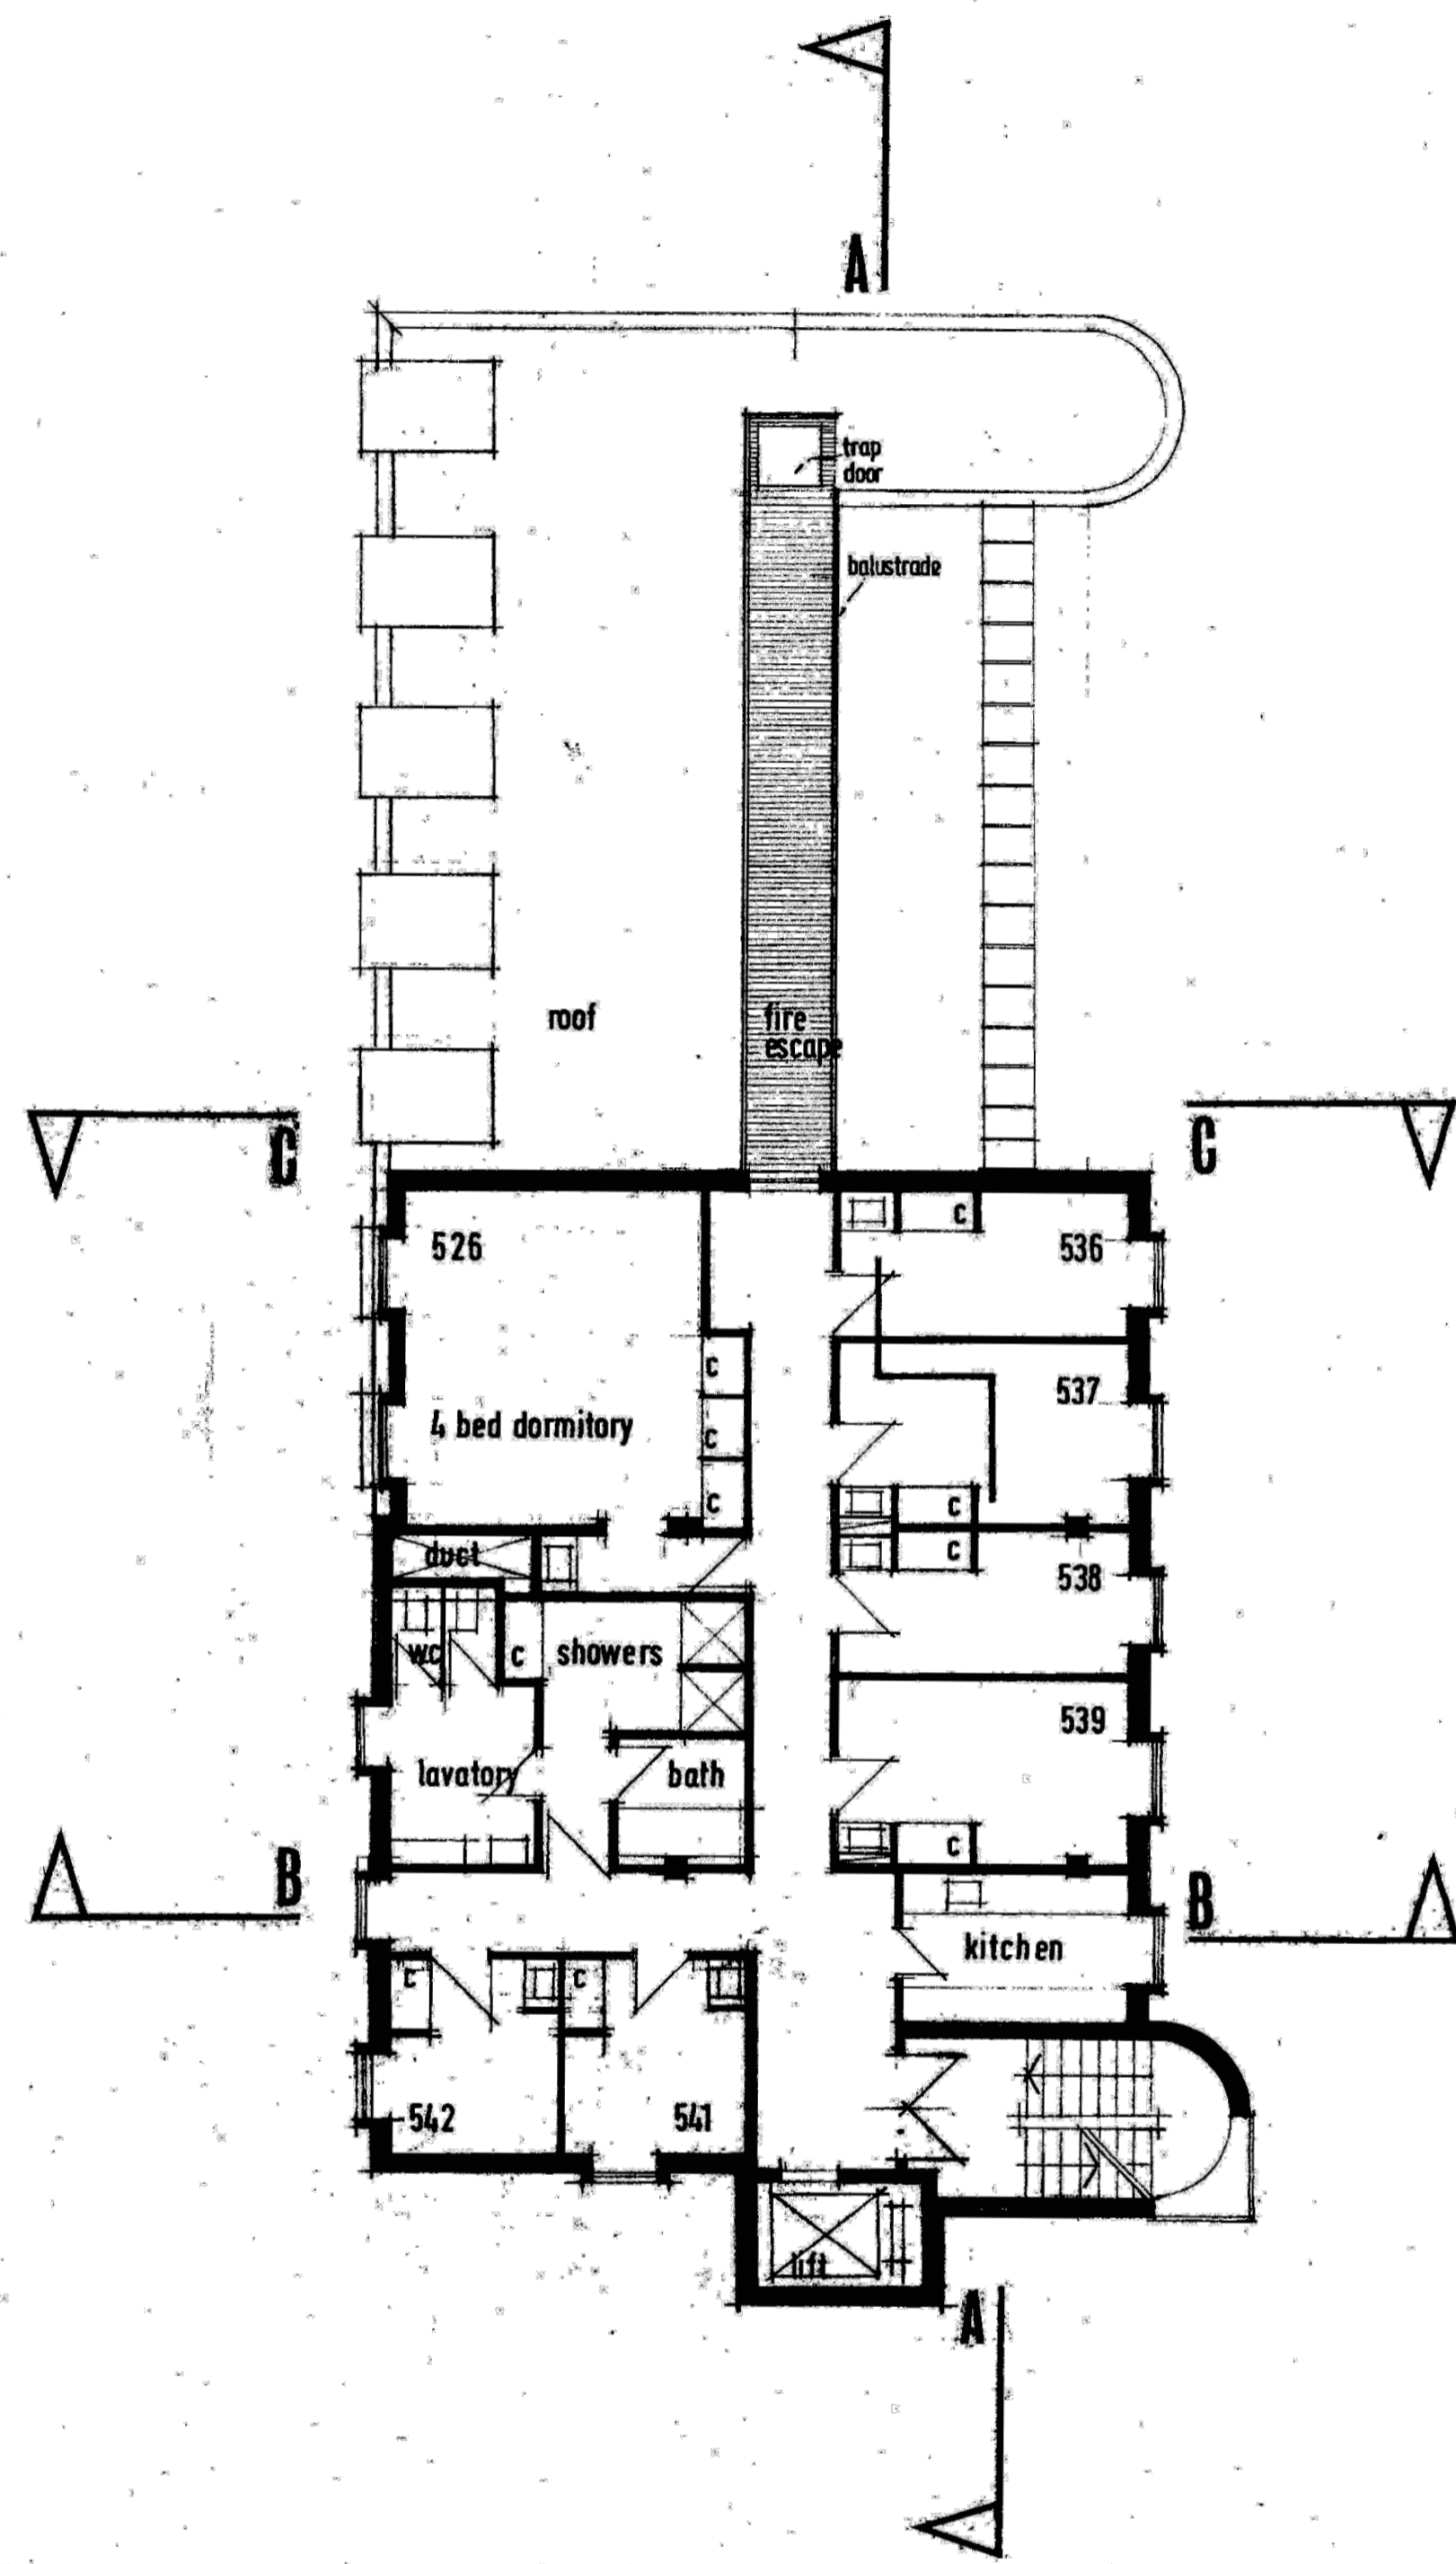 A
trap
door
balustrade
roof
fire
escape
C
C
526
c
536
c
537
4 bed dormitory
c
c
c
duct
c
538
wc
c
showers
539
lavatory
bath
c
B
B
kitchen
c
c
542
541
lift
A